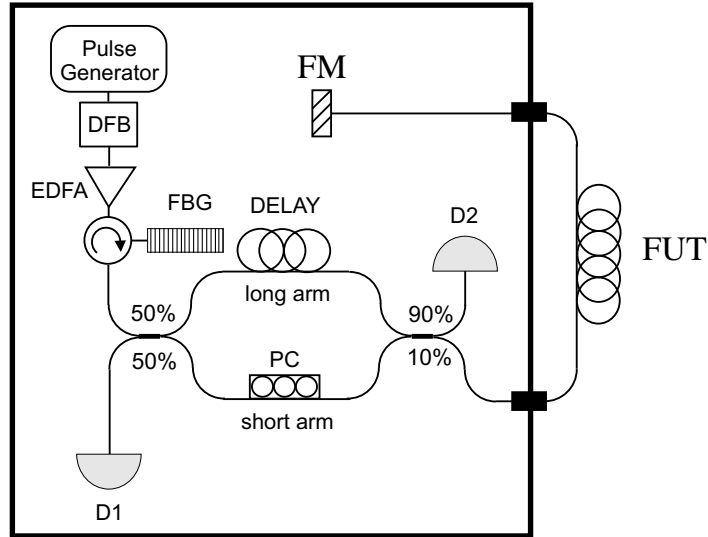 Pulse
Generator
FM
DFB
EDFA
FBG
DELAY
D2
FUT
long arm
50%
90%
50%
10%
PC
short arm
D1